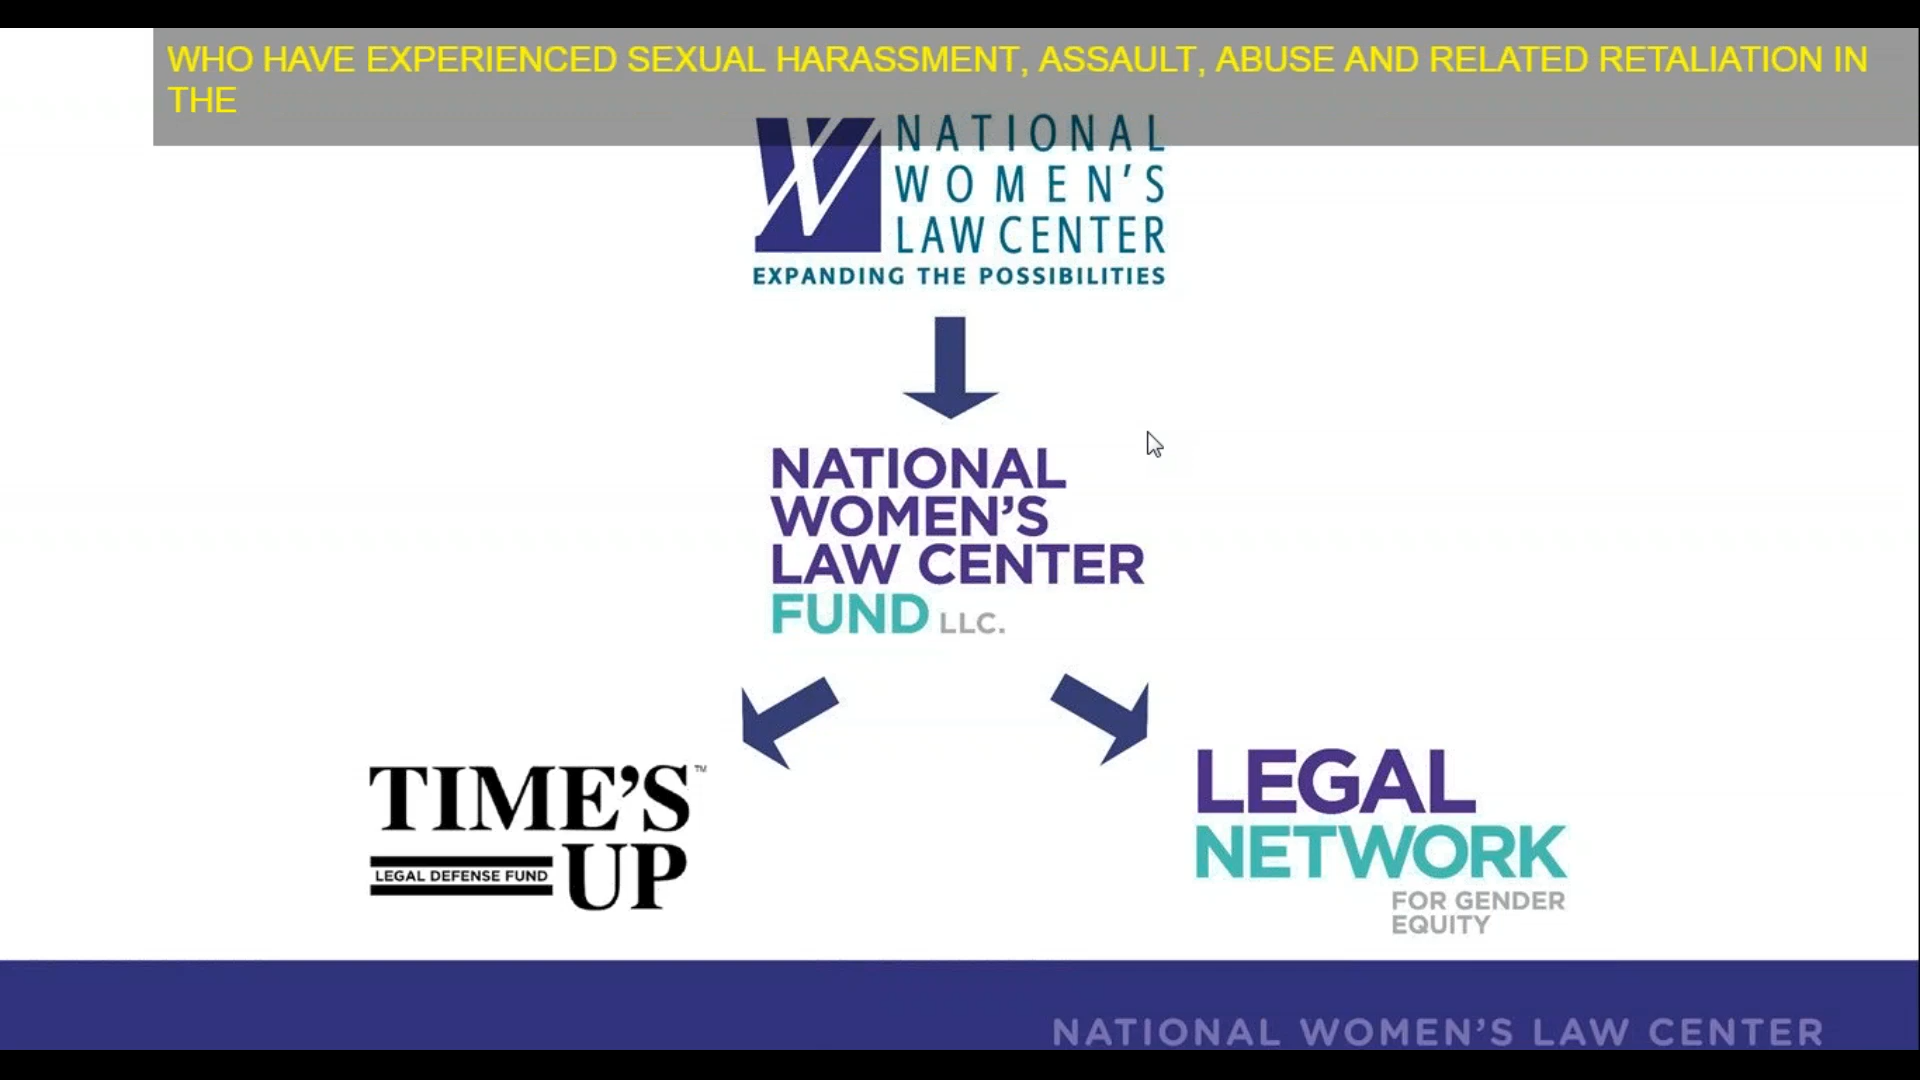 WHO HAVE EXPERIENCED SEXUAL HARASSMENT, ASSAULT, ABUSE AND RELATED RETALIATION IN
THE
NATIONAL
WOMEN'S
LAW CENTER
EXPANDING THE POSSIBILITIES
NATIONAL
WOMEN'S
LAW CENTER
FUND LLC.
TIME'S™
LEGAL DEFENSE FUND UP
LEGAL
NETWORK
FOR GENDER
EQUITY
NATIONAL WOMEN'S LAW CENTER